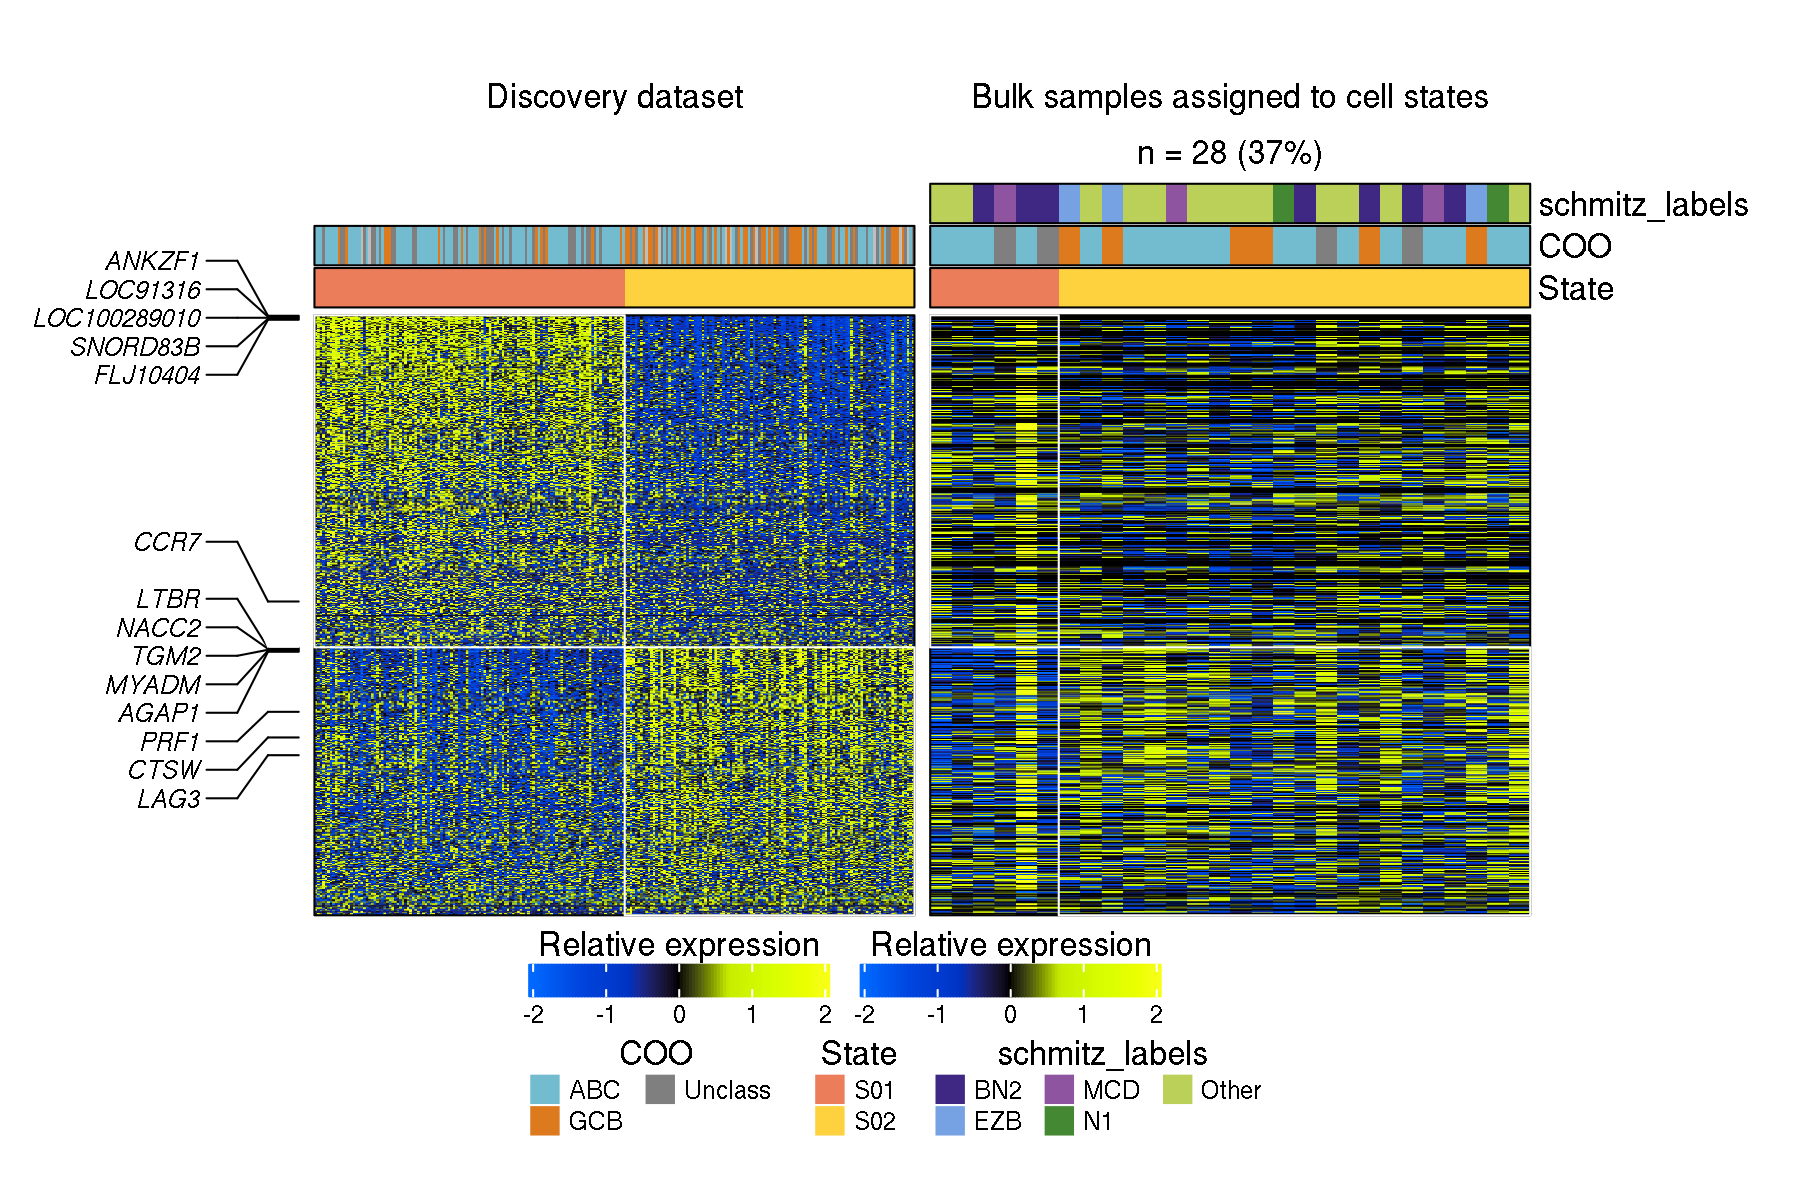 Discovery dataset
Bulk samples assigned to cell states
n = 28 (37%)
schmitz_labels
COO
State
ANKZF1
LOC91316
LOC100289010
SNORD83B
FLJ10404
CCR7
LTBR
NACC2
TGM2
MYADM
AGAP1
PRF1
CTSW
LAG3
Relative expression
-2 -1 0 1 2
Relative expression
-2 -1 0 1 2
COO
ABC
GCB
Unclass
State
S01
S02
schmitz_labels
BN2
EZB
MCD
N1
Other